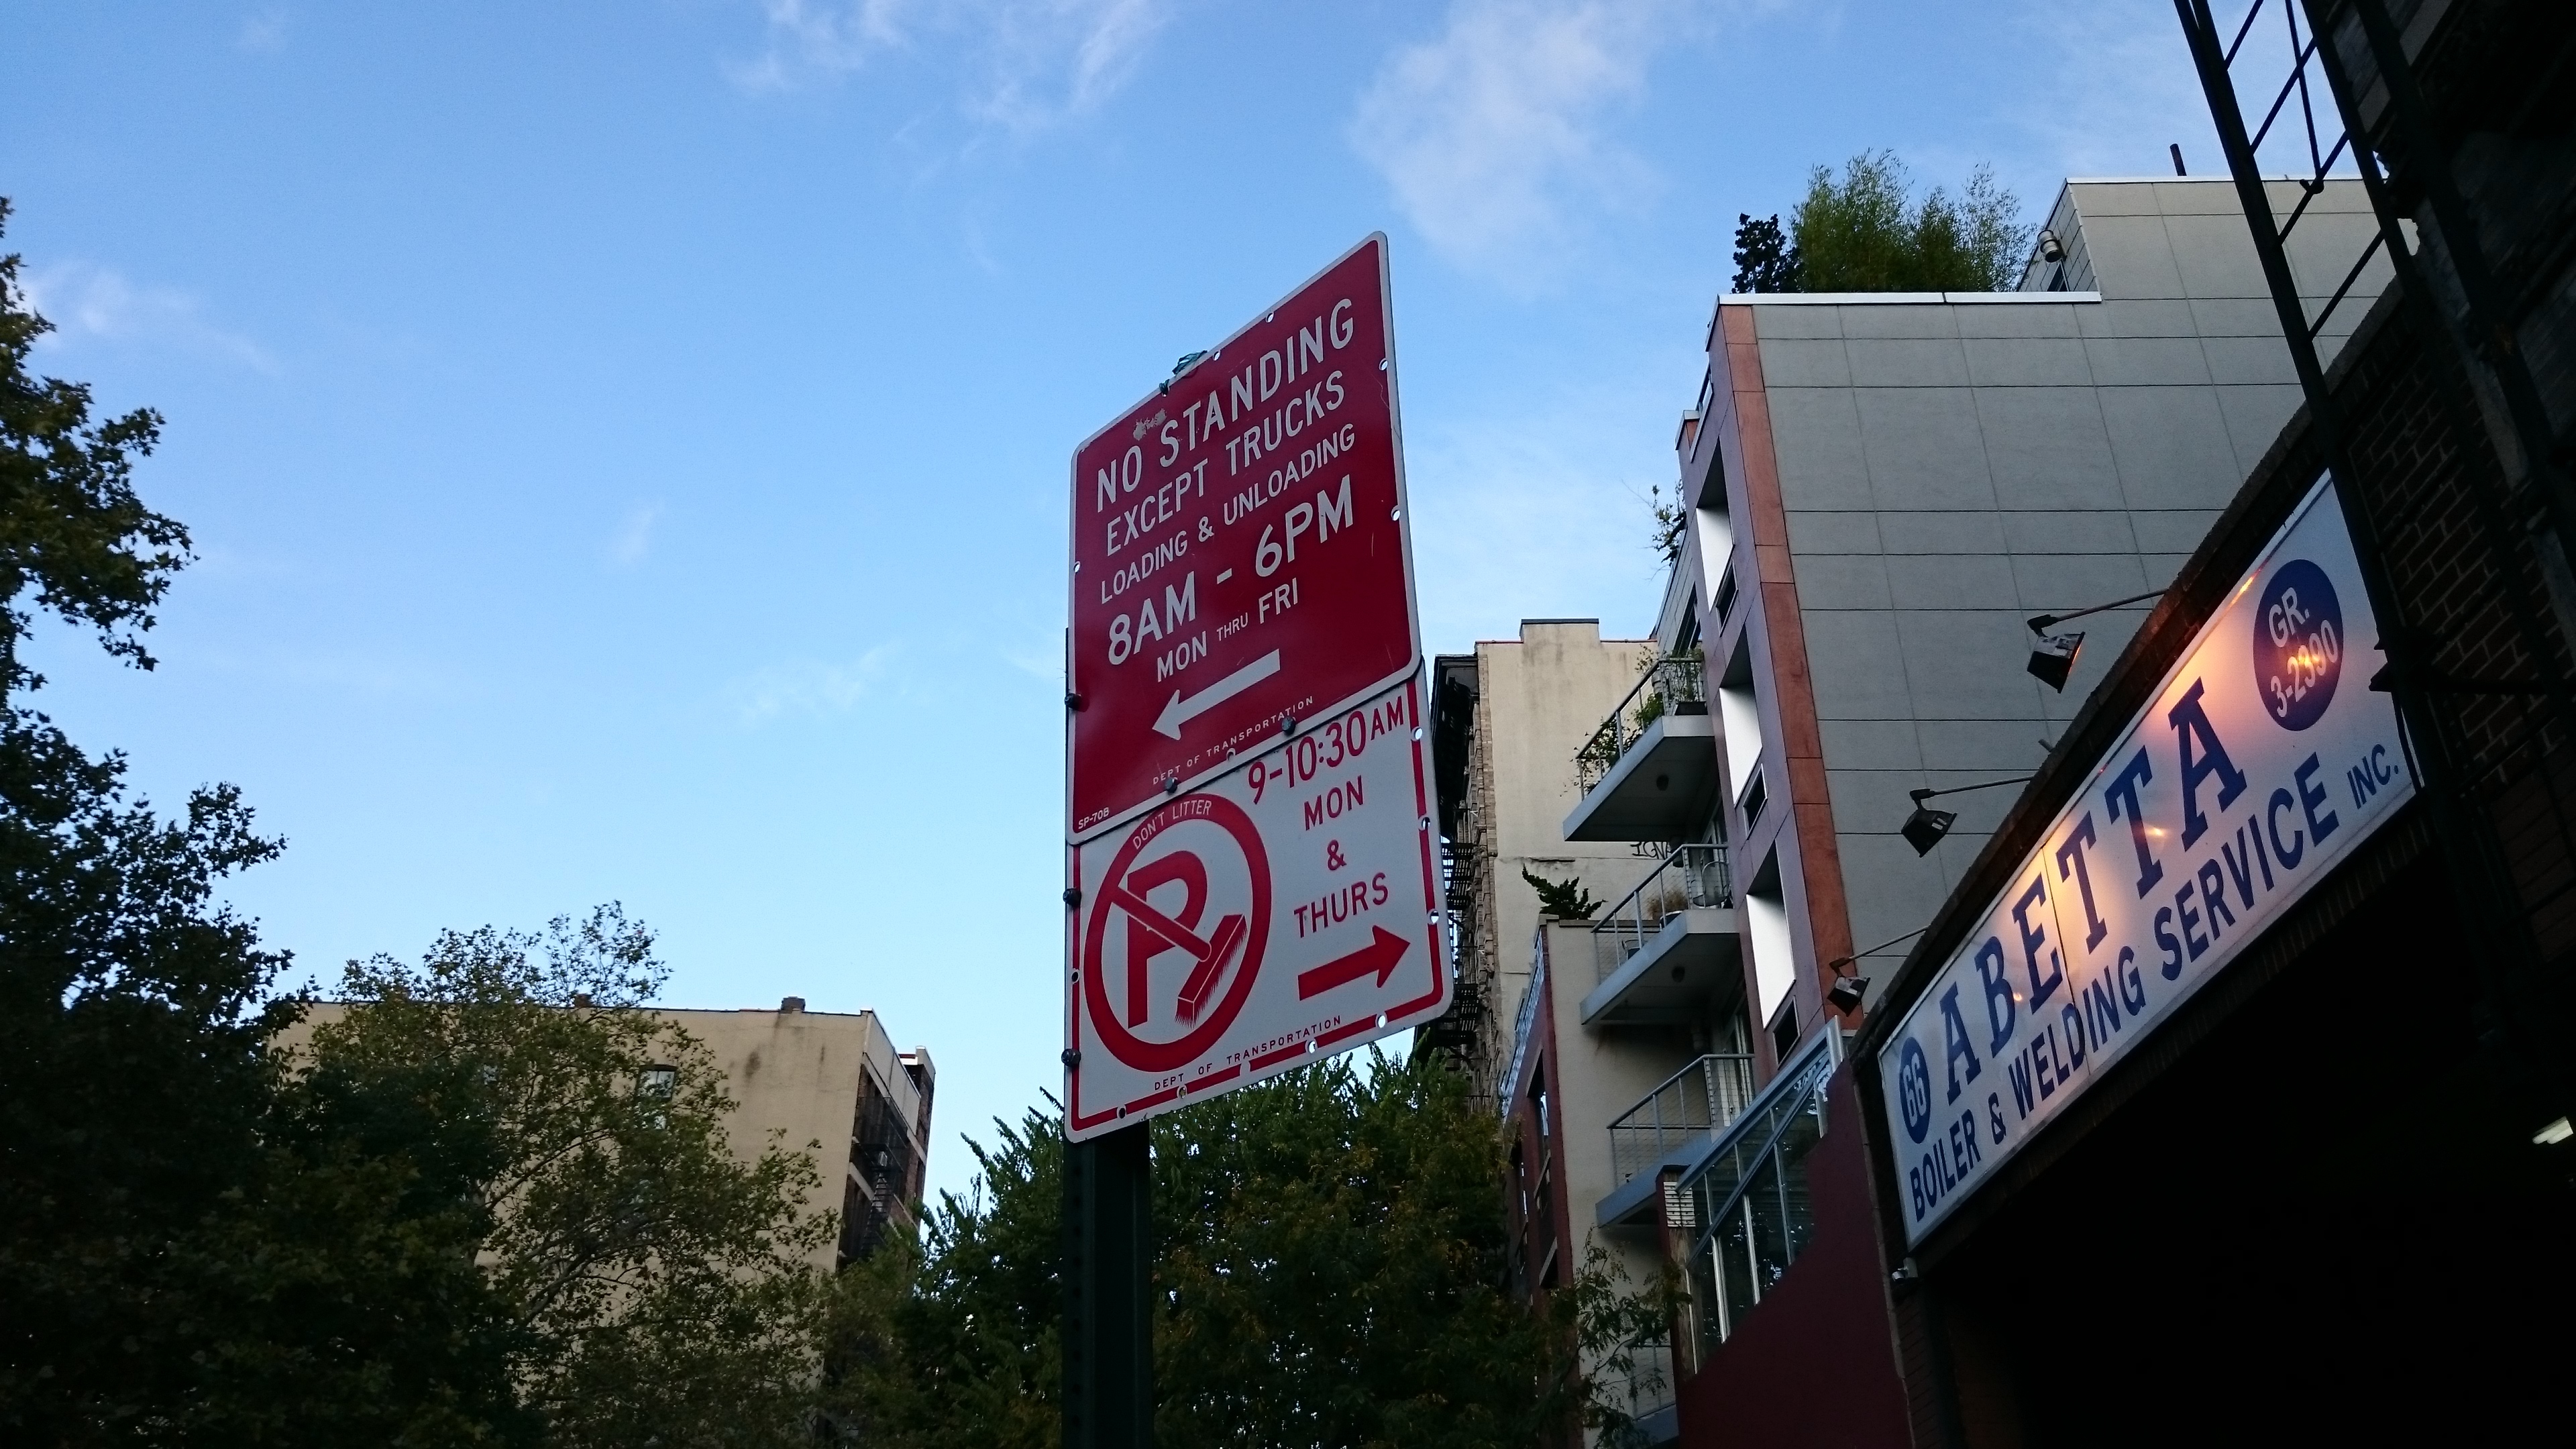 NO STANDING
EXCEPT TRUCKS
LOADING & UNLOADING
8AM - 6PM
MON THRU FRI
DEPT OF TRANSPORTATION
SP-70B
9-10:30AM
MON
&
THURS
DON'T LITTER
P
DEPT OF TRANSPORTATION
66 ABETTA
GR.
3-2390
BOILER & WELDING SERVICE INC.